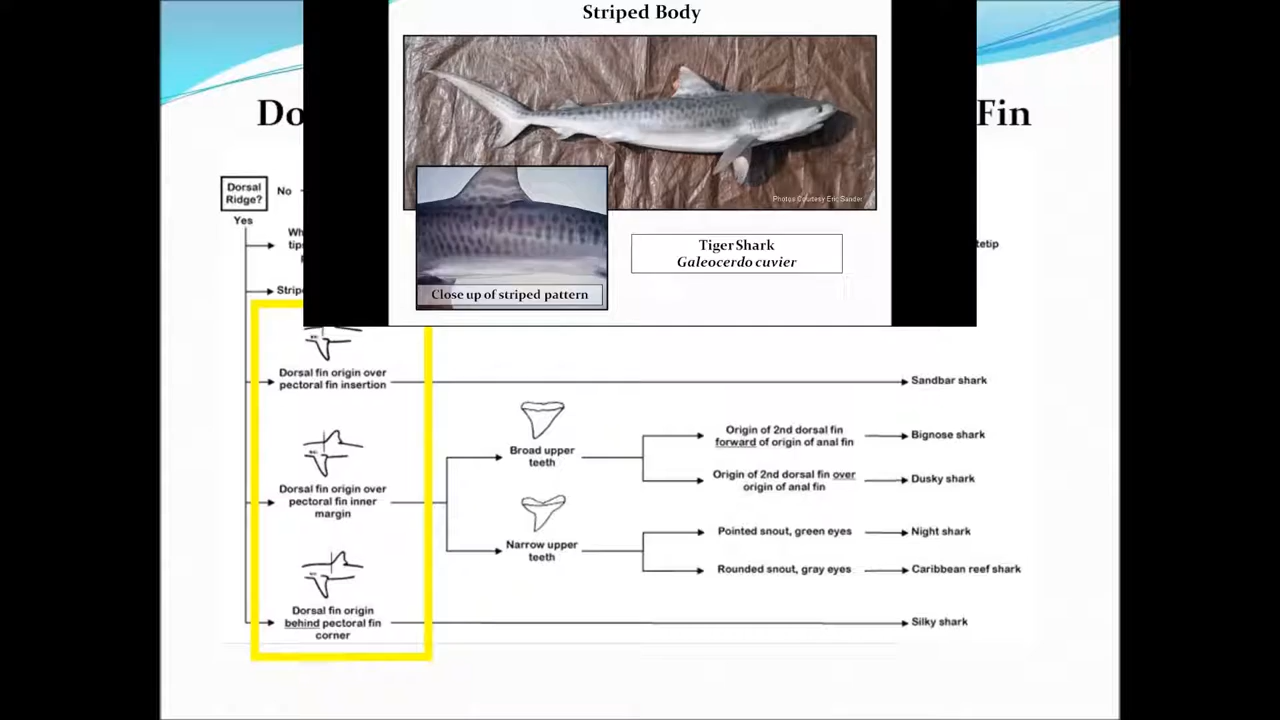 Striped Body
Photos Courtesy Eric Sander
Tiger Shark
Galeocerdo cuvier
Close up of striped pattern
Do
Fin
Dorsal
Ridge?
No
Yes
Wh
tips
tetip
Stripe
Dorsal fin origin over
pectoral fin insertion
Sandbar shark
Dorsal fin origin over
pectoral fin inner
margin
Broad upper
teeth
Origin of 2nd dorsal fin
forward of origin of anal fin
Bignose shark
Origin of 2nd dorsal fin over
origin of anal fin
Dusky shark
Narrow upper
teeth
Pointed snout, green eyes
Night shark
Rounded snout, gray eyes
Caribbean reef shark
Dorsal fin origin
behind pectoral fin
corner
Silky shark